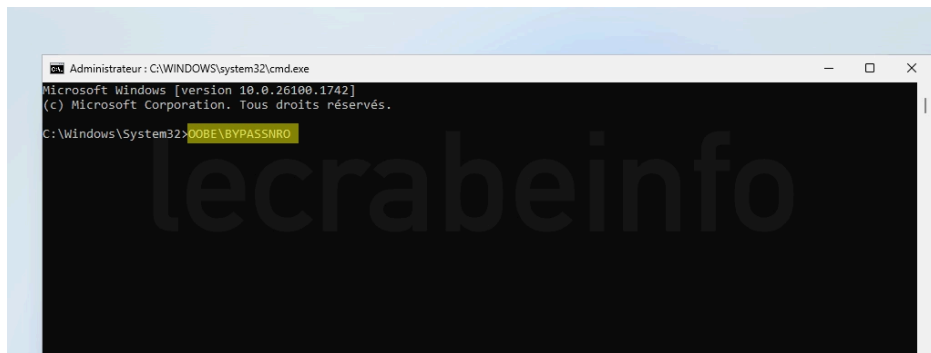 Administrateur : C:\WINDOWS\system32\cmd.exe
Microsoft Windows [version 10.0.26100.1742]
(c) Microsoft Corporation. Tous droits réservés.
C:\Windows\System32>OOBE\BYPASSNRO
lecrabeinfo